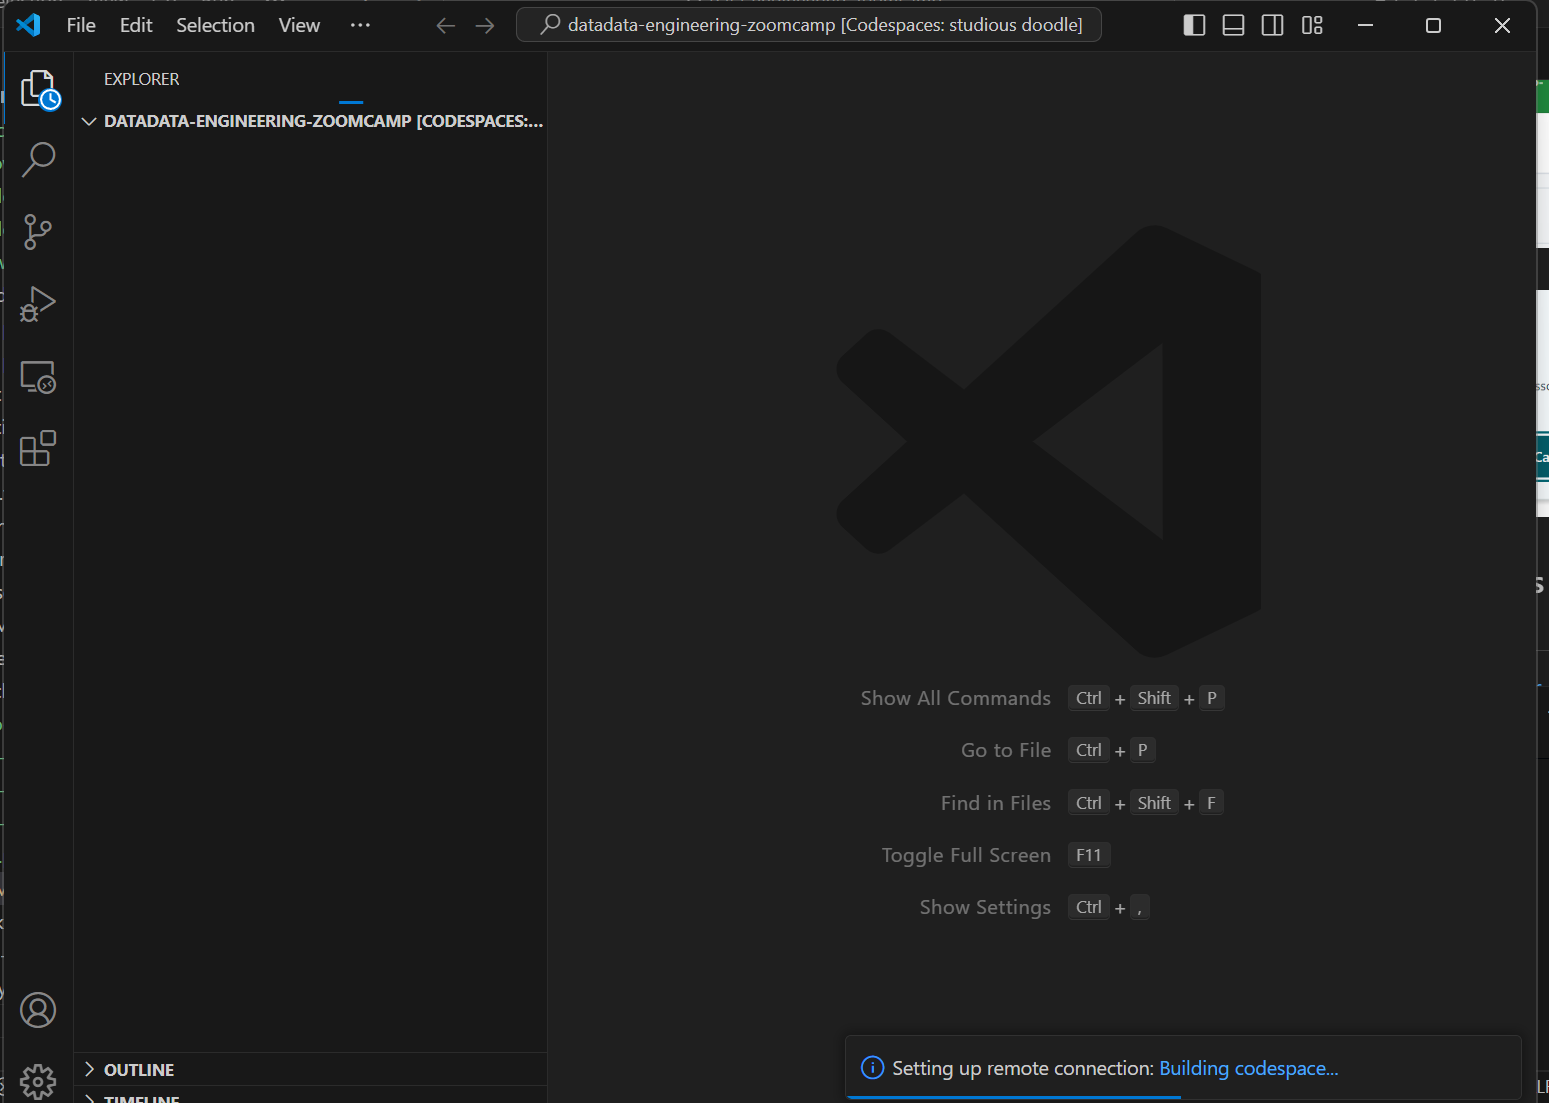 File Edit Selection View ···
datadata-engineering-zoomcamp [Codespaces: studious doodle]
EXPLORER
DATADATA-ENGINEERING-ZOOMCAMP [CODESPACES:...
Show All Commands Ctrl + Shift + P
Go to File Ctrl + P
Find in Files Ctrl + Shift + F
Toggle Full Screen F11
Show Settings Ctrl + ,
OUTLINE
TIMELINE
Setting up remote connection: Building codespace...